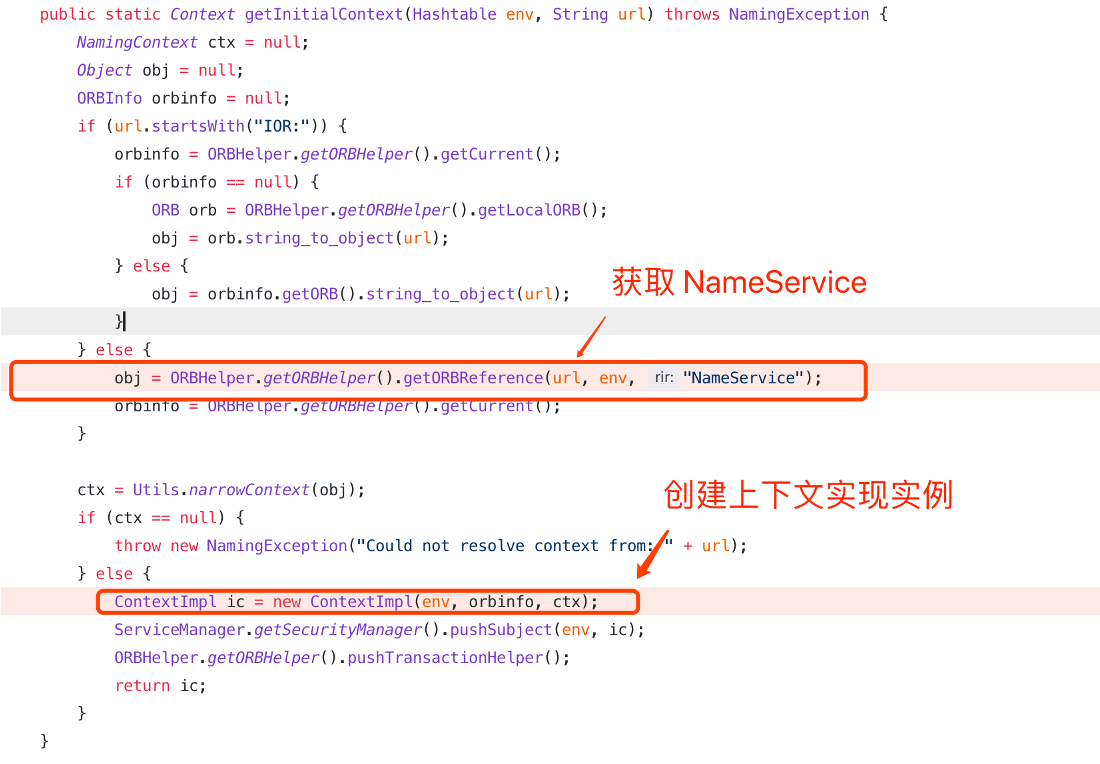 public static Context getInitialContext(Hashtable env, String url) throws NamingException {
NamingContext ctx = null;
Object obj = null;
ORBInfo orbinfo = null;
if (url.startsWith("IOR:")) {
orbinfo = ORBHelper.getORBHelper().getCurrent();
if (orbinfo == null) {
ORB orb = ORBHelper.getORBHelper().getLocalORB();
obj = orb.string_to_object(url);
} else {
获取 NameService
obj = orbinfo.getORB().string_to_object(url);
}
} else {
obj = ORBHelper.getORBHelper().getORBReference(url, env, rir: "NameService");
orbinfo = ORBHelper.getORBHelper().getCurrent();
}
ctx = Utils.narrowContext(obj);
创建上下文实现实例
if (ctx == null) {
throw new NamingException("Could not resolve context from: " + url);
} else {
ContextImpl ic = new ContextImpl(env, orbinfo, ctx);
ServiceManager.getSecurityManager().pushSubject(env, ic);
ORBHelper.getORBHelper().pushTransactionHelper();
return ic;
}
}